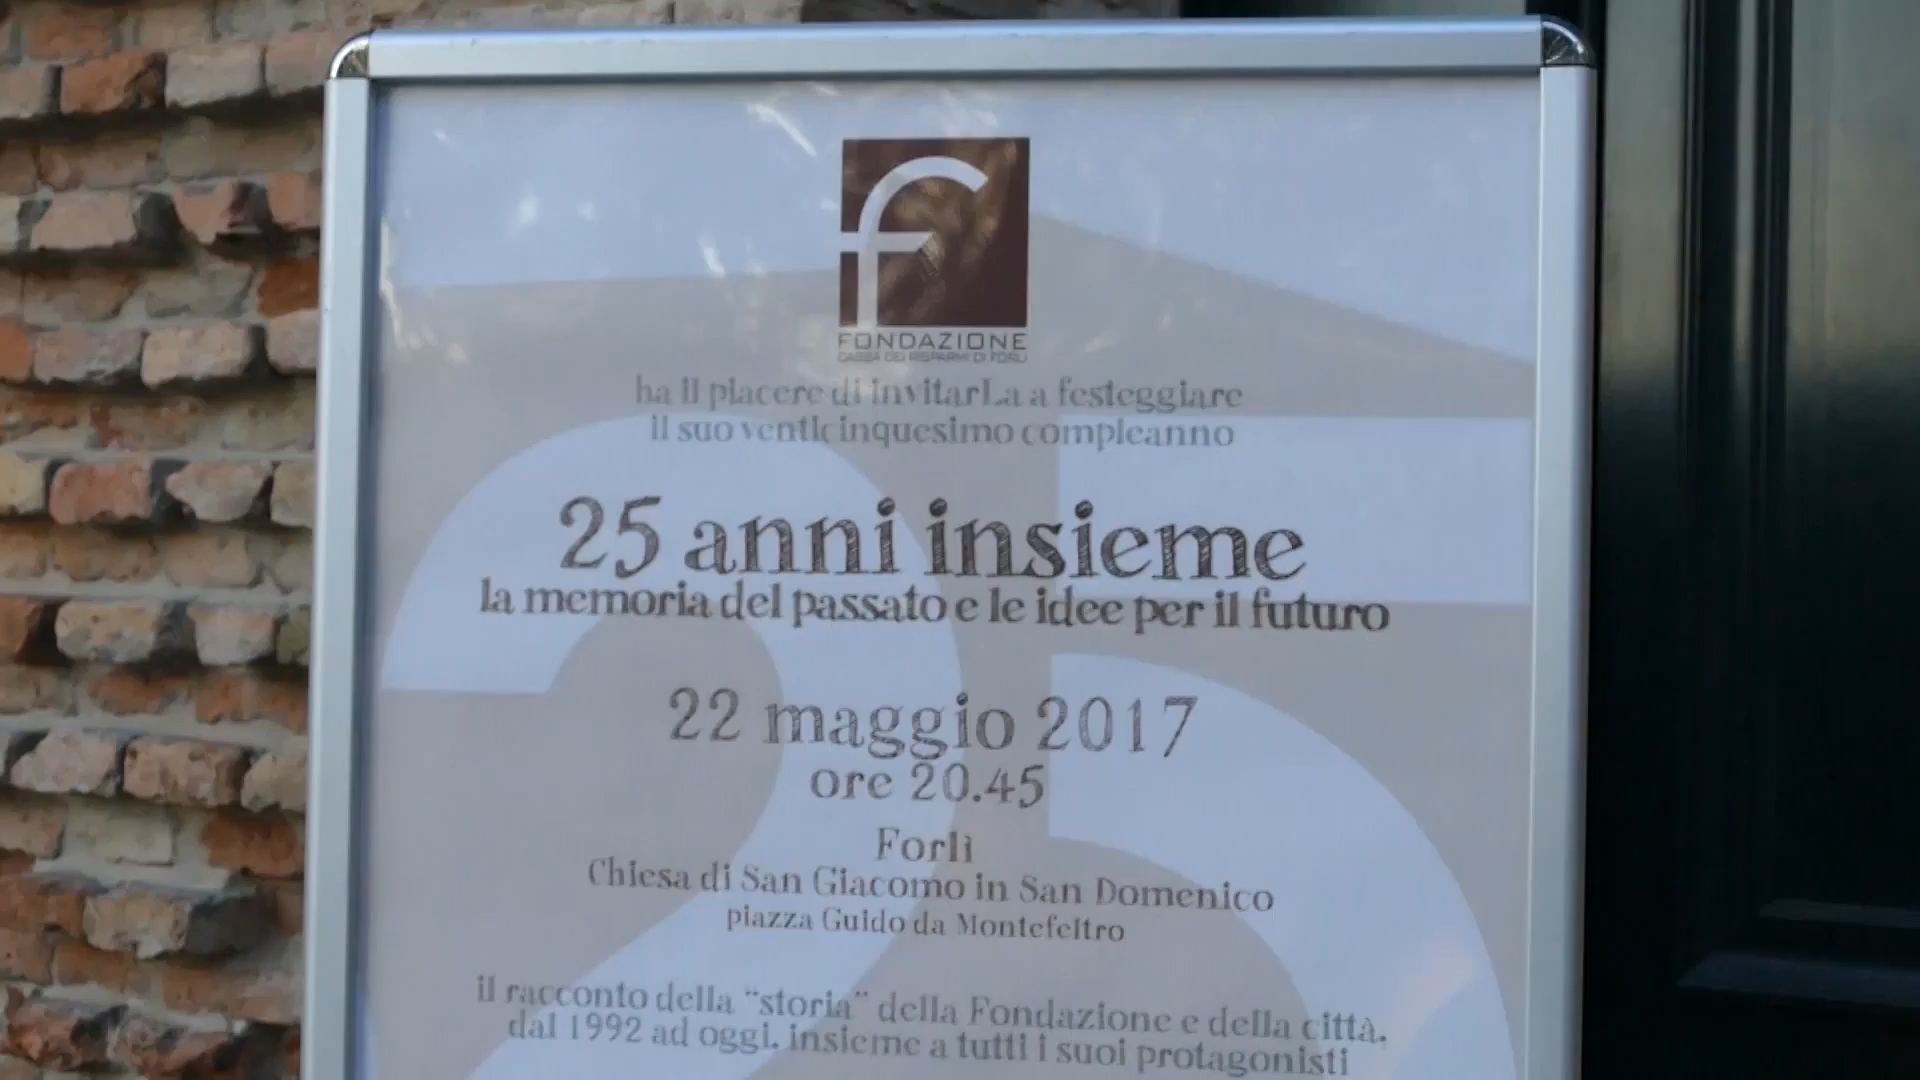 f
FONDAZIONE
CASSA DEI RISPARMI DI FORLÌ
ha il piacere di invitarLa a festeggiare
il suo venticinquesimo compleanno
25 anni insieme
la memoria del passato e le idee per il futuro
22 maggio 2017
ore 20.45
Forlì
Chiesa di San Giacomo in San Domenico
piazza Guido da Montefeltro
il racconto della "storia" della Fondazione e della città,
dal 1992 ad oggi, insieme a tutti i suoi protagonisti